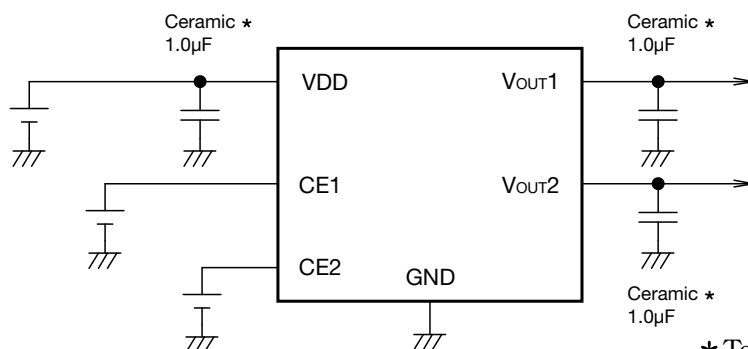 Ceramic *
1.0µF
Ceramic *
1.0µF
VDD
VOUT1
CE1
VOUT2
CE2
GND
Ceramic *
1.0µF
*